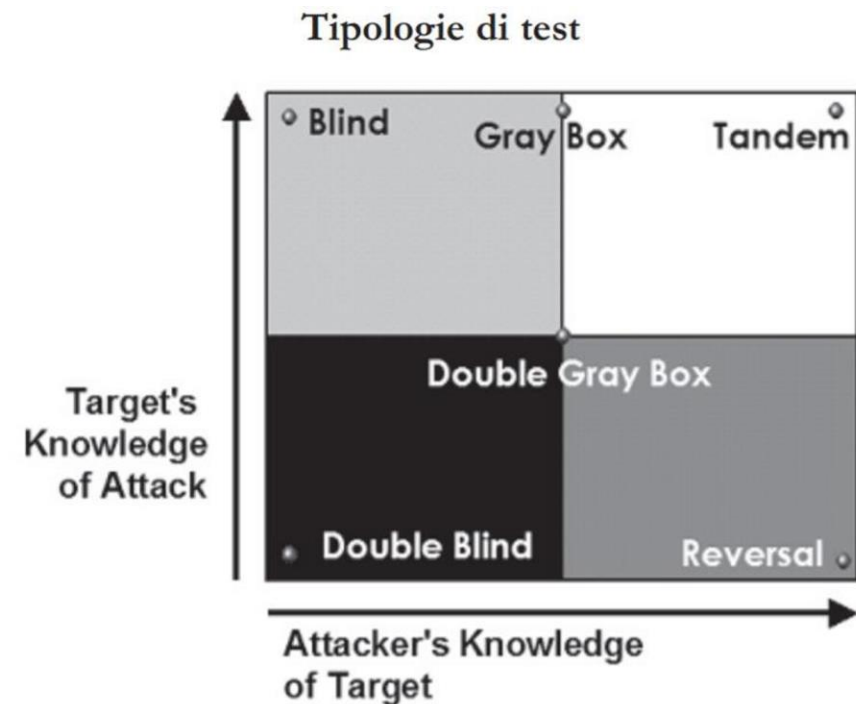 Tipologie di test
Blind
Gray Box
Tandem
Double Gray Box
Target's
Knowledge
of Attack
Double Blind
Reversal
Attacker's Knowledge
of Target